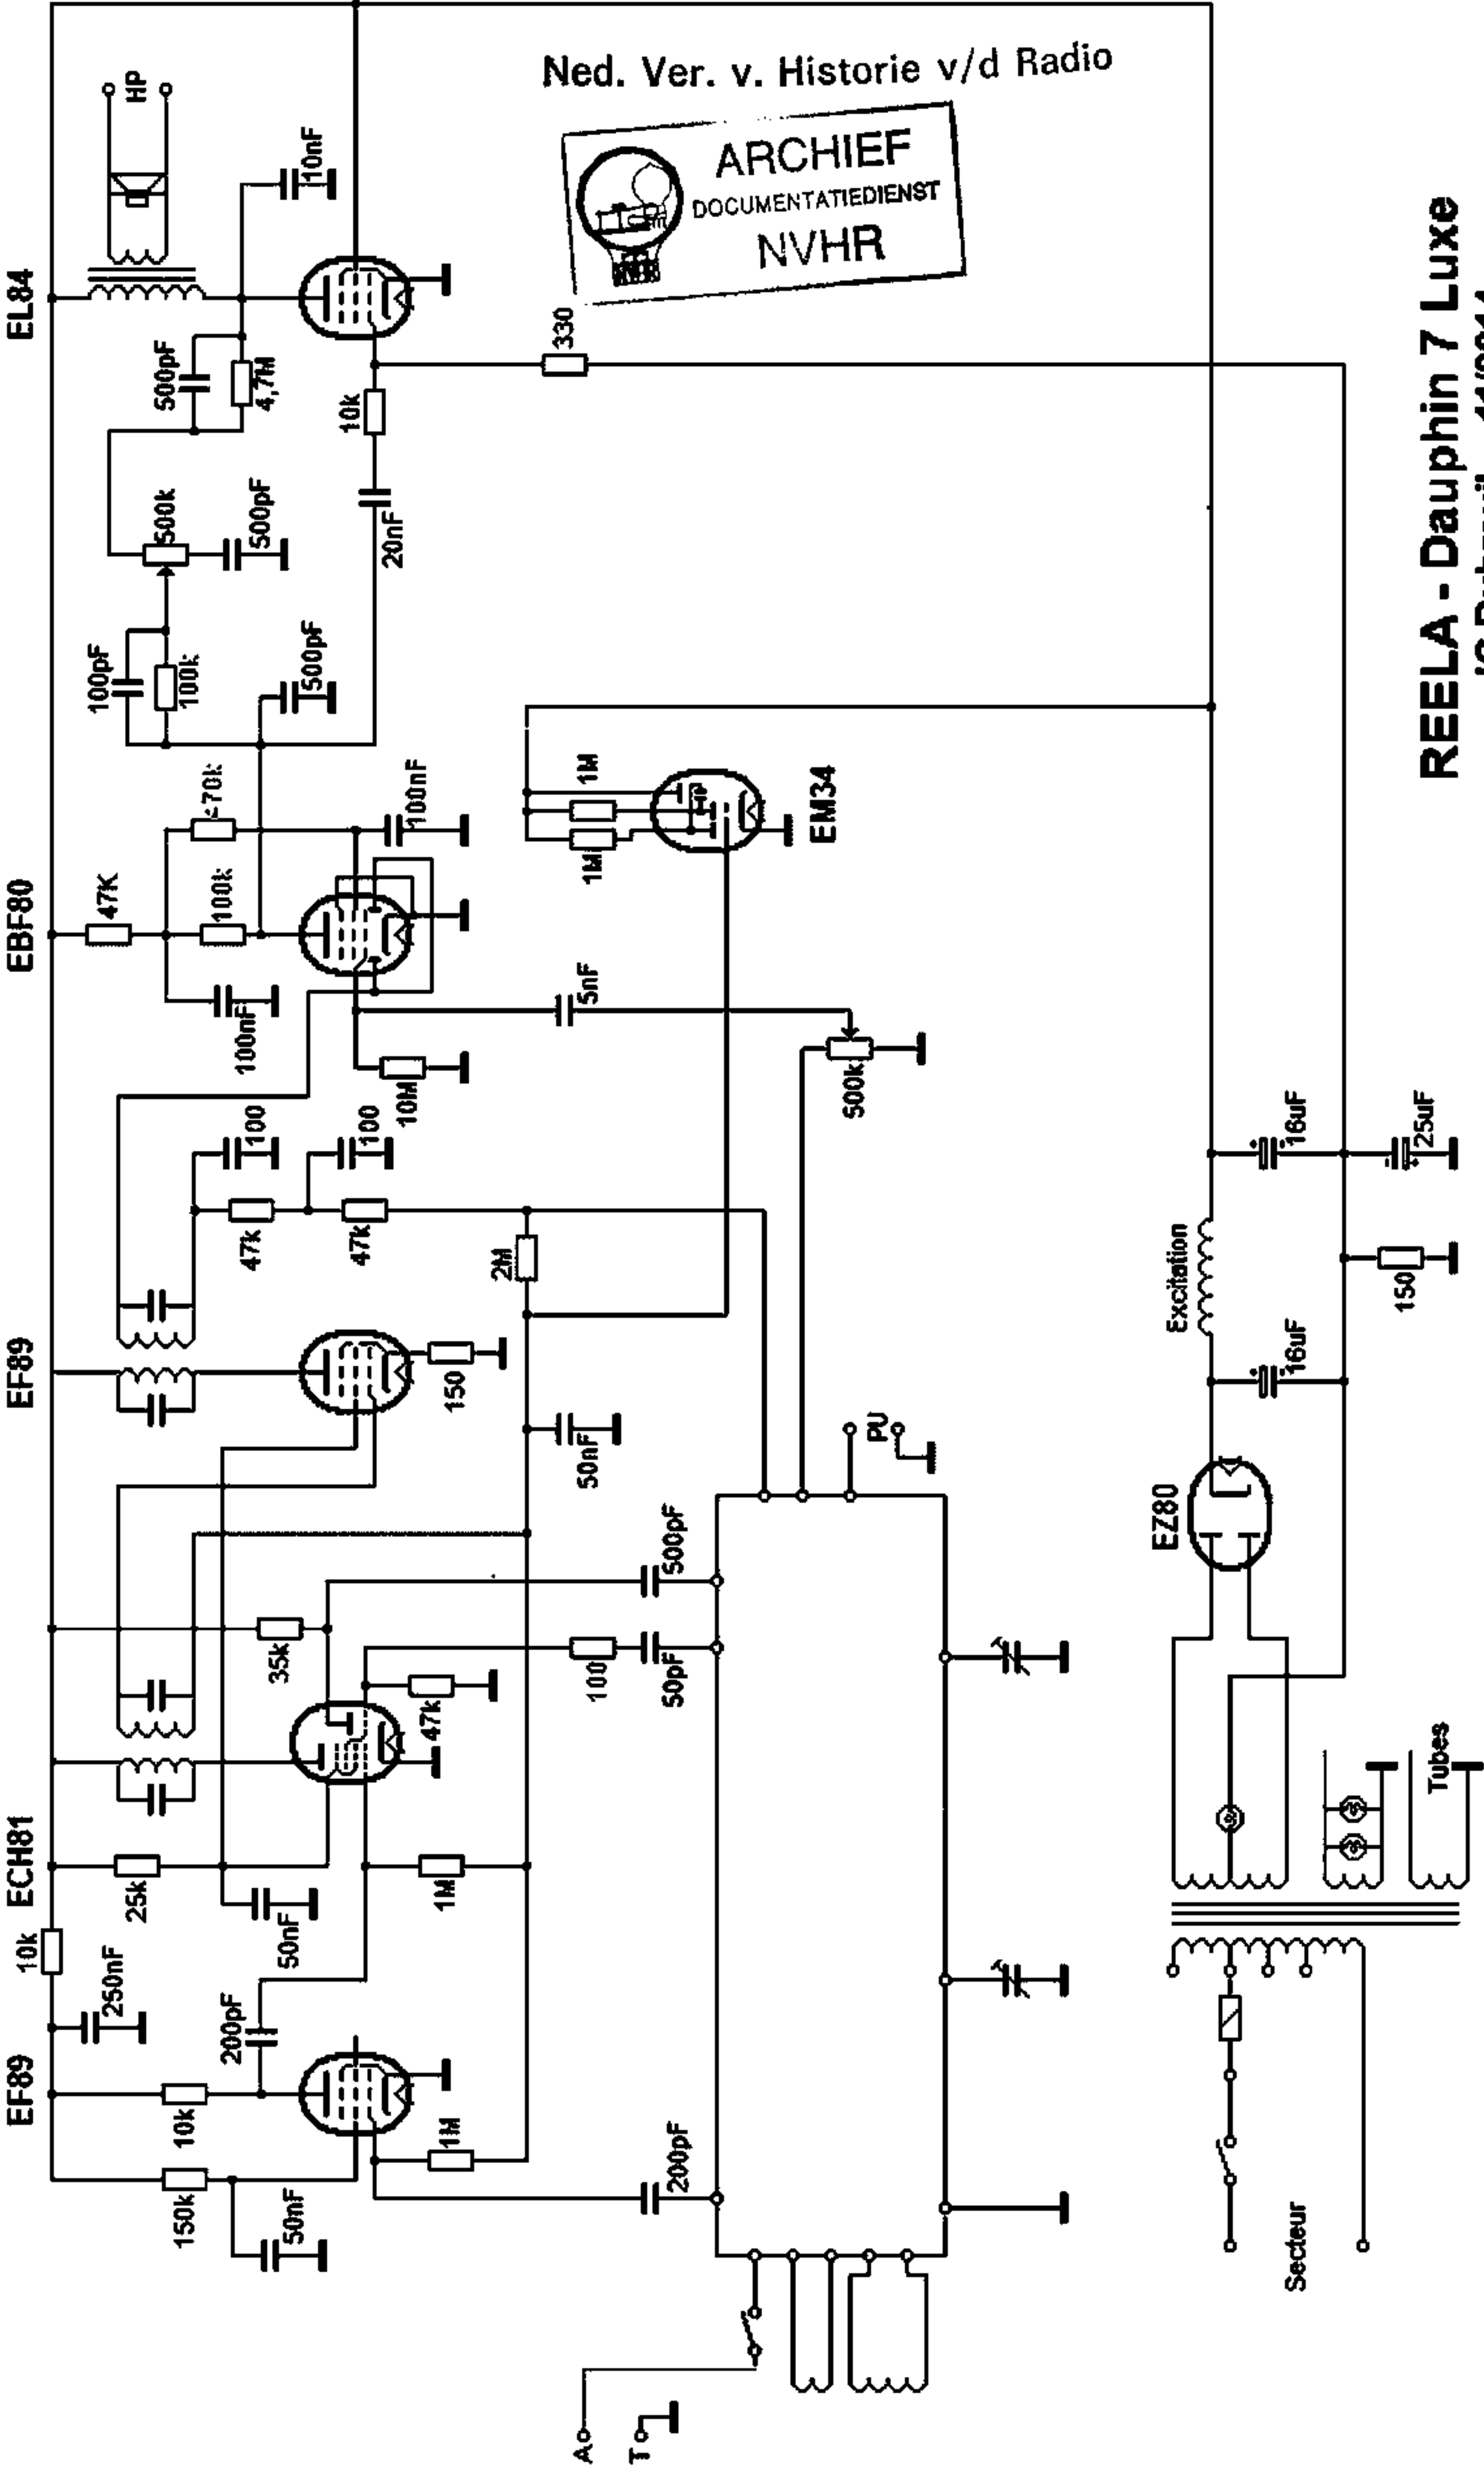 EF89
ECH81
EF89
EBF80
EL84
10k
250nF
10k
150k
50nF
200pF
1M
200pF
25k
50nF
1M
35k
47k
100
50pF
500pF
150
50nF
2M
47k
47k
100
100
10M
100nF
47K
100k
100nF
5nF
500k
1M
1M
EM34
100pF
100k
500pF
500k
500pF
500pF
4,7M
20nF
10k
330
10nF
HP
A
T
PU
Secteur
Tubes
EZ80
Excitation
16uF
16uF
150
25uF
Ned. Ver. v. Historie v/d Radio
ARCHIEF
DOCUMENTATIEDIENST
NVHR
REELA - Dauphin 7 Luxe